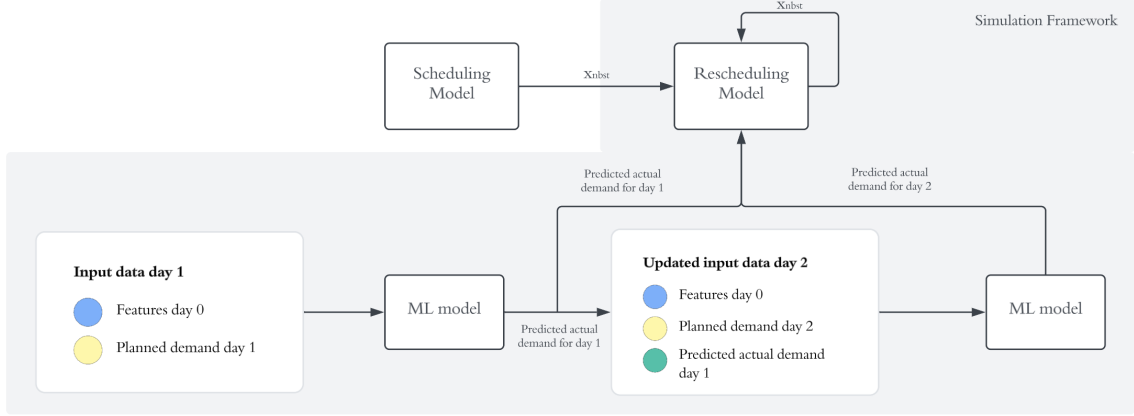 Xnbst
Simulation Framework
Scheduling
Model
Xnbst
Rescheduling
Model
Predicted actual
demand for day 1
Predicted actual
demand for day 2
Input data day 1
Features day 0
Planned demand day 1
ML model
Predicted actual
demand for day 1
Updated input data day 2
Features day 0
Planned demand day 2
Predicted actual demand
day 1
ML model